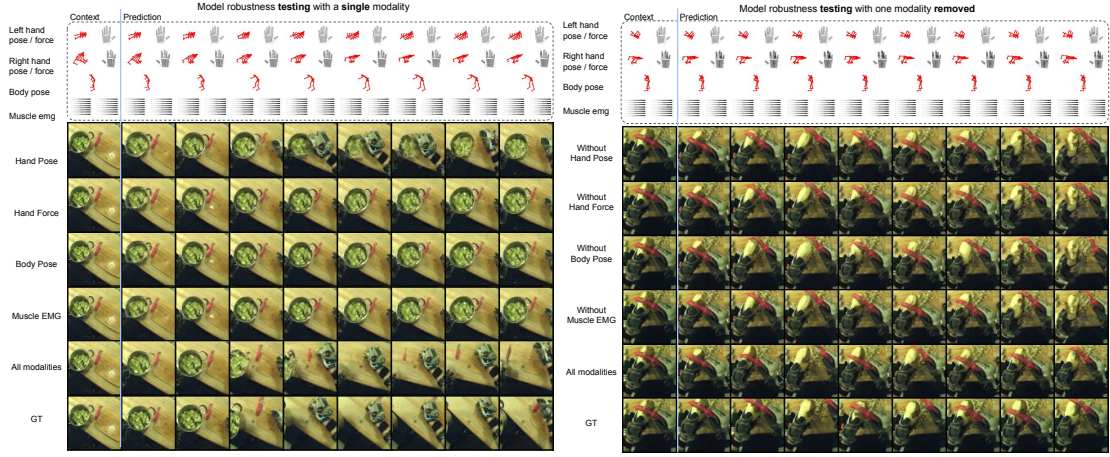 Model robustness testing with a single modality
Context
Prediction
Left hand
pose / force
Right hand
pose / force
Body pose
Muscle emg
Hand Pose
Hand Force
Body Pose
Muscle EMG
All modalities
GT
Model robustness testing with one modality removed
Context
Prediction
Left hand
pose / force
Right hand
pose / force
Body pose
Muscle emg
Without
Hand Pose
Without
Hand Force
Without
Body Pose
Without
Muscle EMG
All modalities
GT